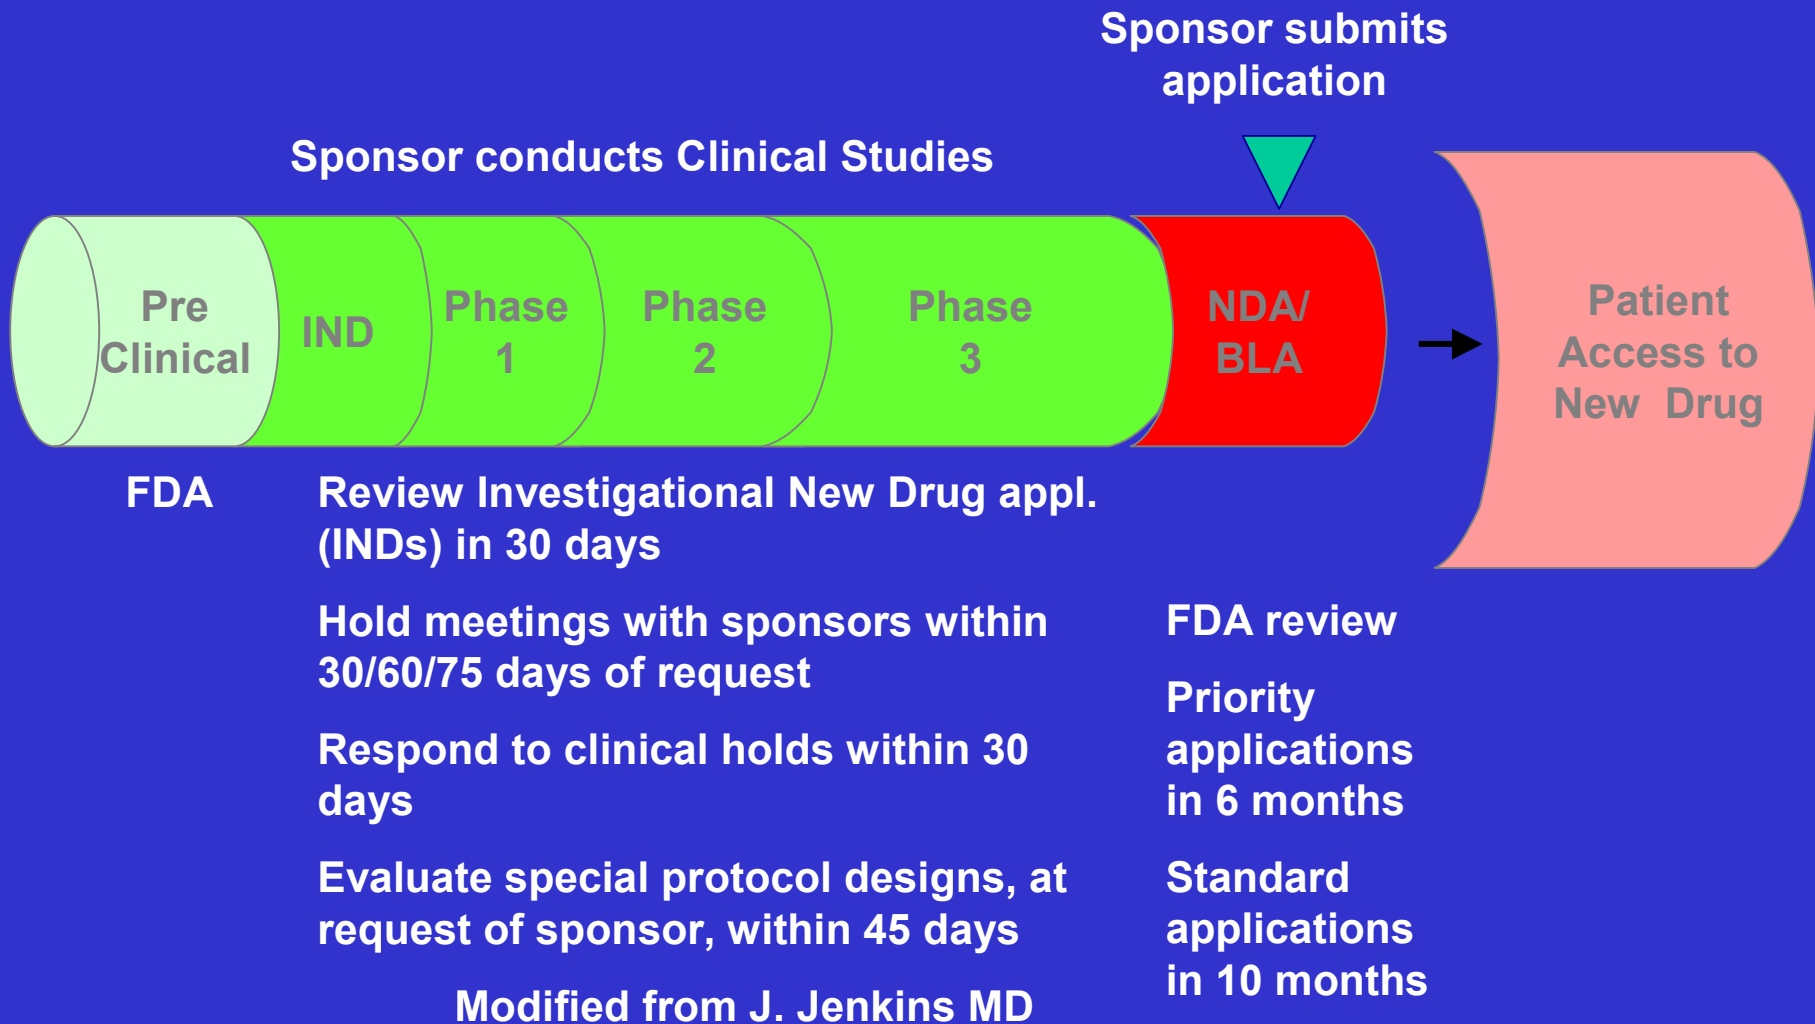 Sponsor submits
application
Sponsor conducts Clinical Studies
Pre
Clinical
IND
Phase
1
Phase
2
Phase
3
NDA/
BLA
Patient
Access to
New Drug
FDA
Review Investigational New Drug appl.
(INDs) in 30 days
Hold meetings with sponsors within
30/60/75 days of request
Respond to clinical holds within 30
days
Evaluate special protocol designs, at
request of sponsor, within 45 days
FDA review
Priority
applications
in 6 months
Standard
applications
in 10 months
Modified from J. Jenkins MD